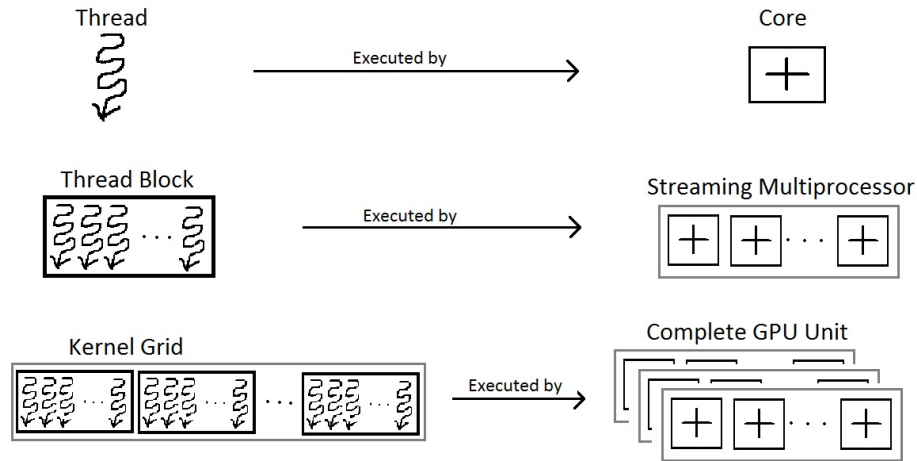 Thread
Executed by
Core
Thread Block
Executed by
Streaming Multiprocessor
Kernel Grid
Executed by
Complete GPU Unit